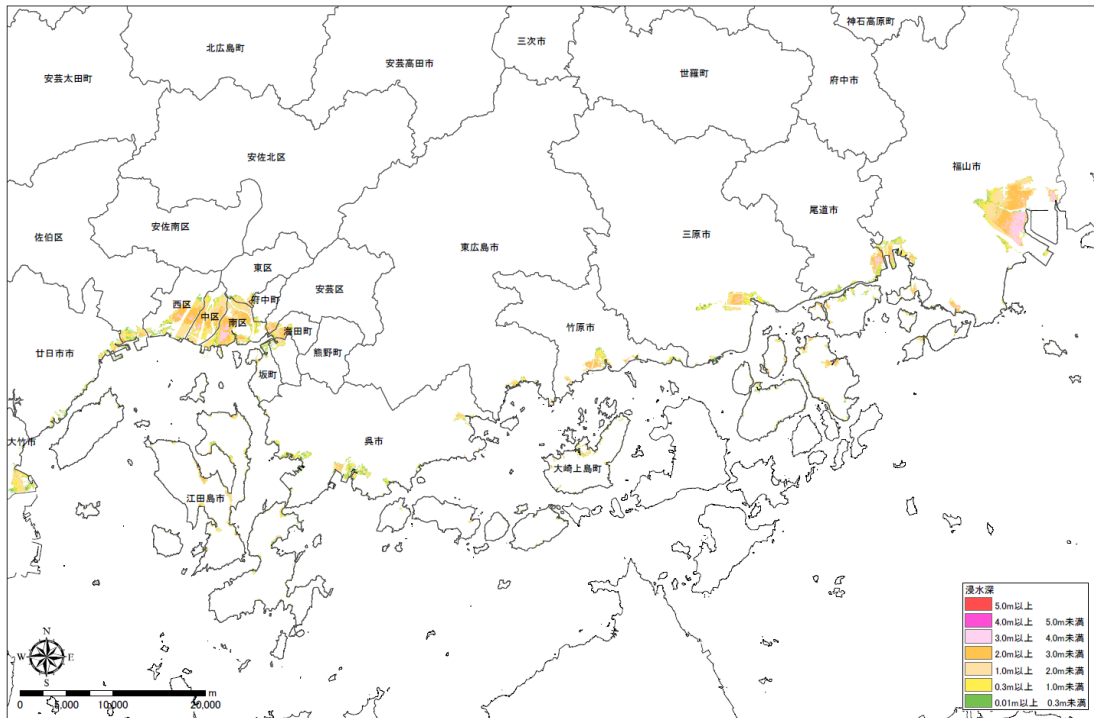 神石高原町
三次市
北広島町
安芸高田市
世羅町
安芸太田町
府中市
安佐北区
福山市
尾道市
安佐南区
佐伯区
三原市
東広島市
東区
安芸区
府中町
西区
中区
南区
海田町
竹原市
熊野町
廿日市市
坂町
大竹市
呉市
大崎上島町
江田島市
浸水深
5.0m以上
4.0m以上 5.0m未満
3.0m以上 4.0m未満
2.0m以上 3.0m未満
1.0m以上 2.0m未満
0.3m以上 1.0m未満
0.01m以上 0.3m未満
N
W E
S
m
0 5,000 10,000 20,000